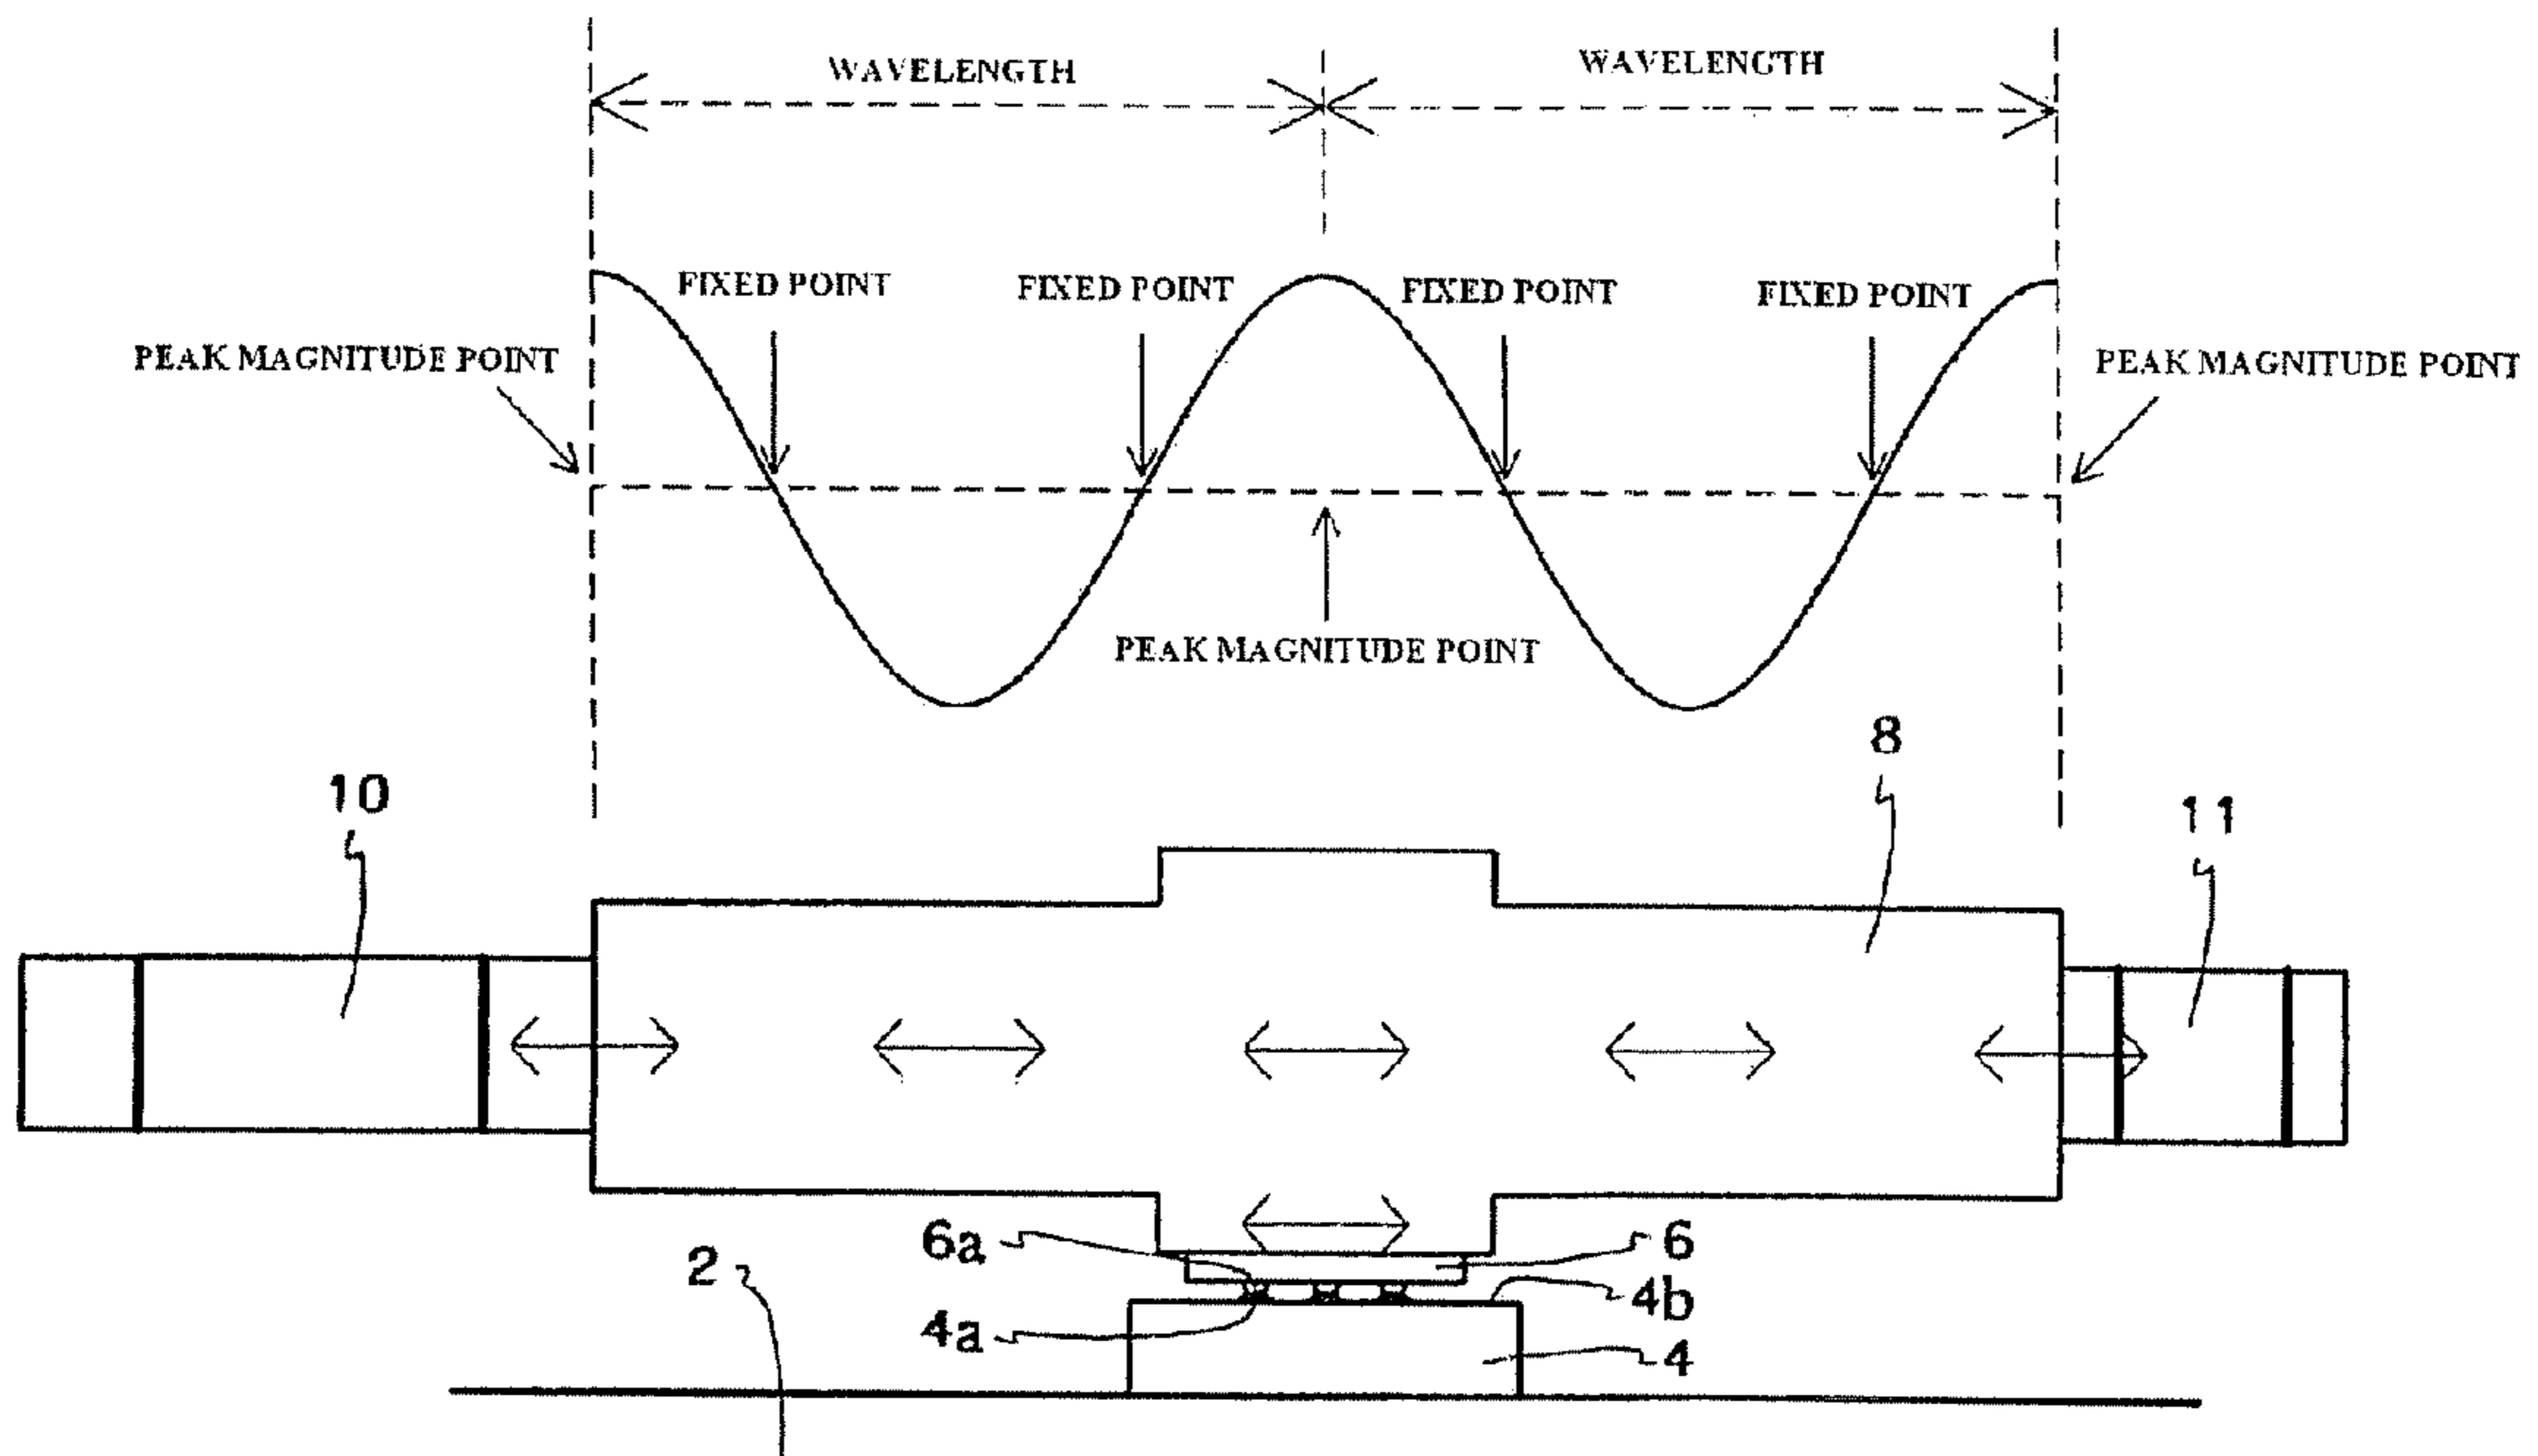 WAVELENGTH
WAVELENGTH
FIXED POINT
FIXED POINT
FIXED POINT
FIXED POINT
PEAK MAGNITUDE POINT
PEAK MAGNITUDE POINT
PEAK MAGNITUDE POINT
8
10
11
6a
6
2
4b
4a
4